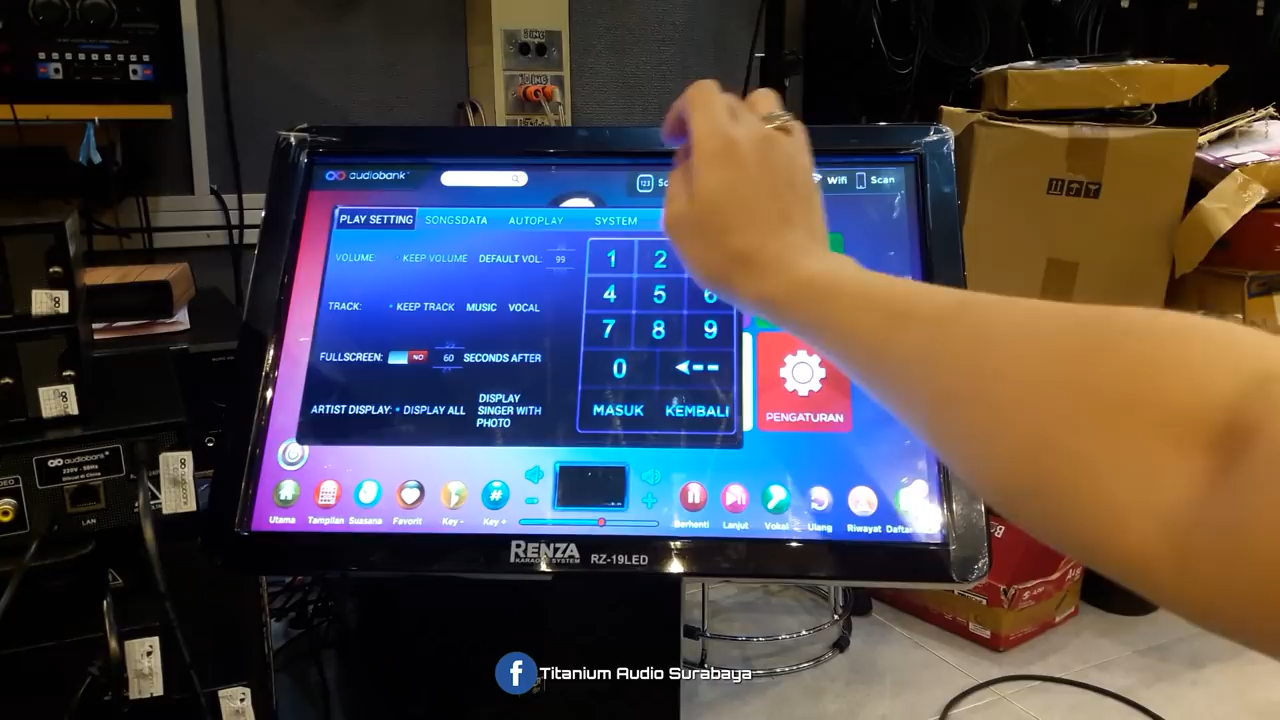 audiobank
Wifi
Scan
123
PLAY SETTING SONGSDATA AUTOPLAY SYSTEM
VOLUME: KEEP VOLUME DEFAULT VOL: 99
TRACK: KEEP TRACK MUSIC VOCAL
FULLSCREEN: NO 60 SECONDS AFTER
ARTIST DISPLAY: DISPLAY ALL
DISPLAY
SINGER WITH
PHOTO
1 2
4 5 6
7 8 9
0
MASUK KEMBALI
PENGATURAN
Utama Tampilan Suasana Favorit Key - Key + Berhenti Lanjut Vokal Ulang Riwayat Daftar
RENZA
KARAOKE SYSTEM
RZ-19LED
audiobank
220V - 50Hz
LAN
Titanium Audio Surabaya